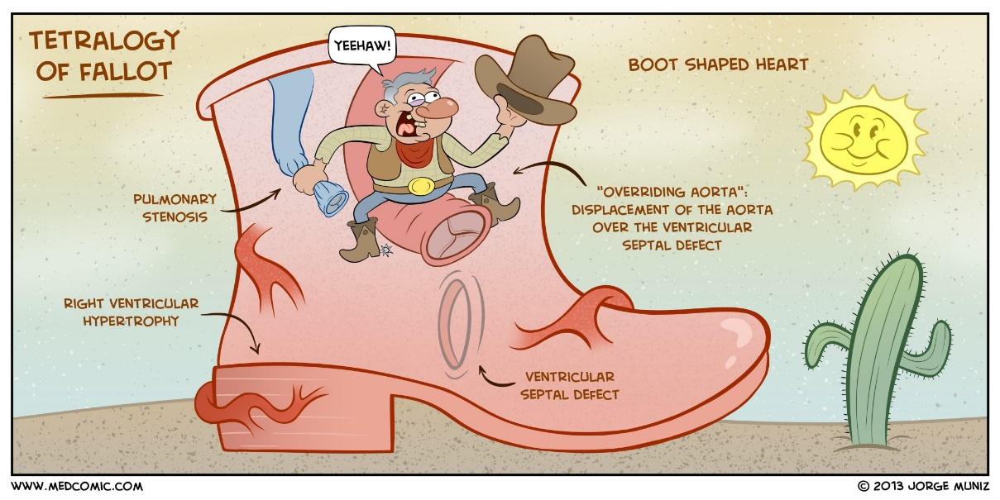 TETRALOGY
OF FALLOT
YEEHAW!
BOOT SHAPED HEART
PULMONARY
STENOSIS
"OVERRIDING AORTA":
DISPLACEMENT OF THE AORTA
OVER THE VENTRICULAR
SEPTAL DEFECT
RIGHT VENTRICULAR
HYPERTROPHY
VENTRICULAR
SEPTAL DEFECT
WWW.MEDCOMIC.COM
© 2013 JORGE MUNIZ